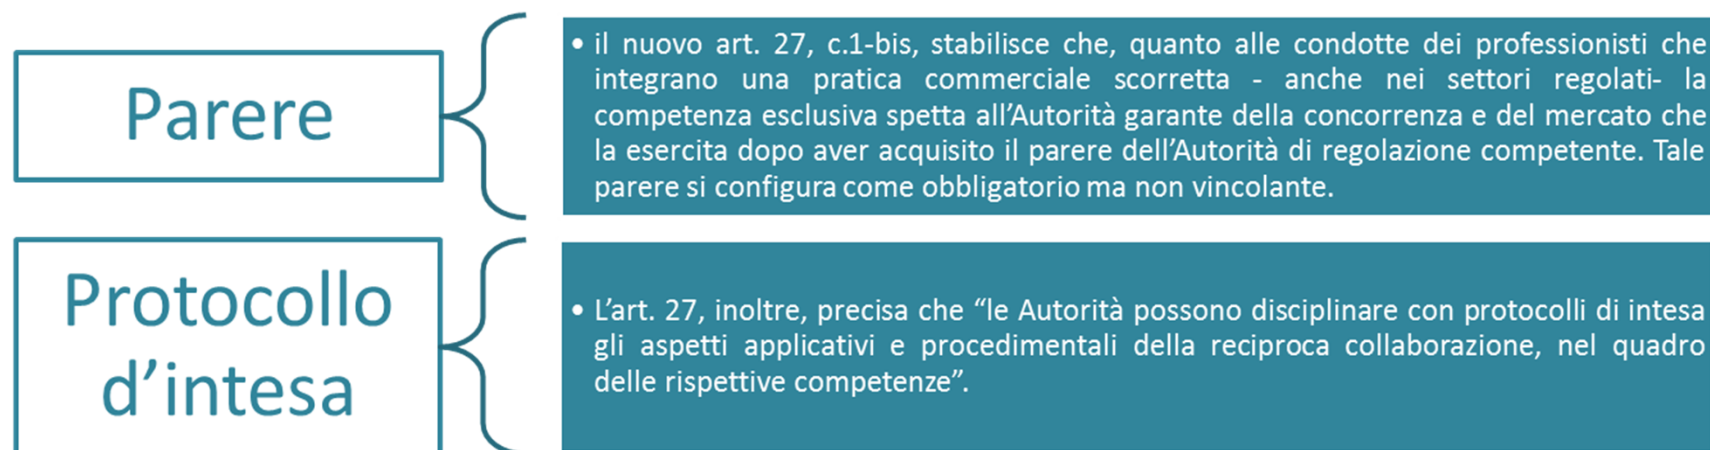 Parere
• il nuovo art. 27, c.1-bis, stabilisce che, quanto alle condotte dei professionisti che
integrano una pratica commerciale scorretta - anche nei settori regolati- la
competenza esclusiva spetta all’Autorità garante della concorrenza e del mercato che
la esercita dopo aver acquisito il parere dell’Autorità di regolazione competente. Tale
parere si configura come obbligatorio ma non vincolante.
Protocollo
d’intesa
• L’art. 27, inoltre, precisa che “le Autorità possono disciplinare con protocolli di intesa
gli aspetti applicativi e procedimentali della reciproca collaborazione, nel quadro
delle rispettive competenze”.